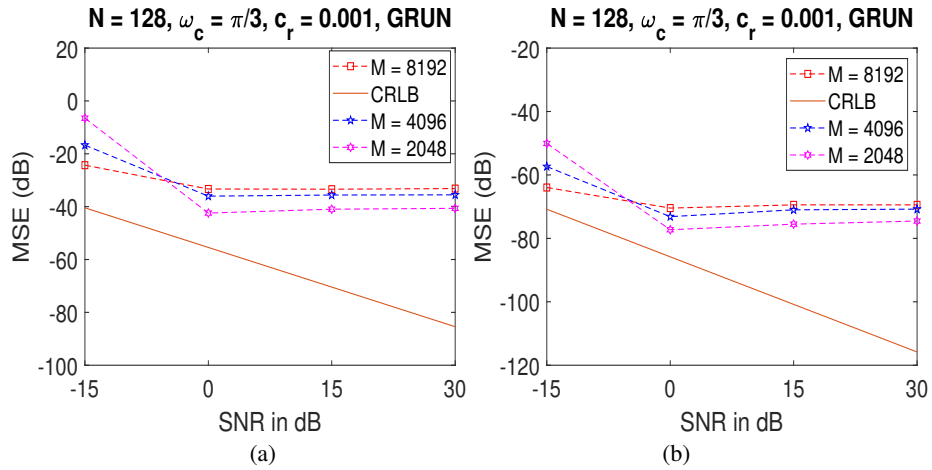 N = 128, ω_c = π/3, c_r = 0.001, GRUN
20
0
-20
-40
-60
-80
-100
MSE (dB)
M = 8192
CRLB
M = 4096
M = 2048
-15
0
15
30
SNR in dB
(a)
N = 128, ω_c = π/3, c_r = 0.001, GRUN
-20
-40
-60
-80
-100
-120
MSE (dB)
M = 8192
CRLB
M = 4096
M = 2048
-15
0
15
30
SNR in dB
(b)